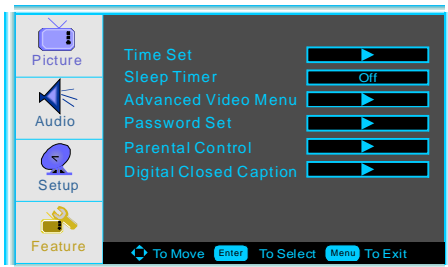 Picture
Audio
Setup
Feature
Time Set
Sleep Timer Off
Advanced Video Menu
Password Set
Parental Control
Digital Closed Caption
To Move Enter To Select Menu To Exit